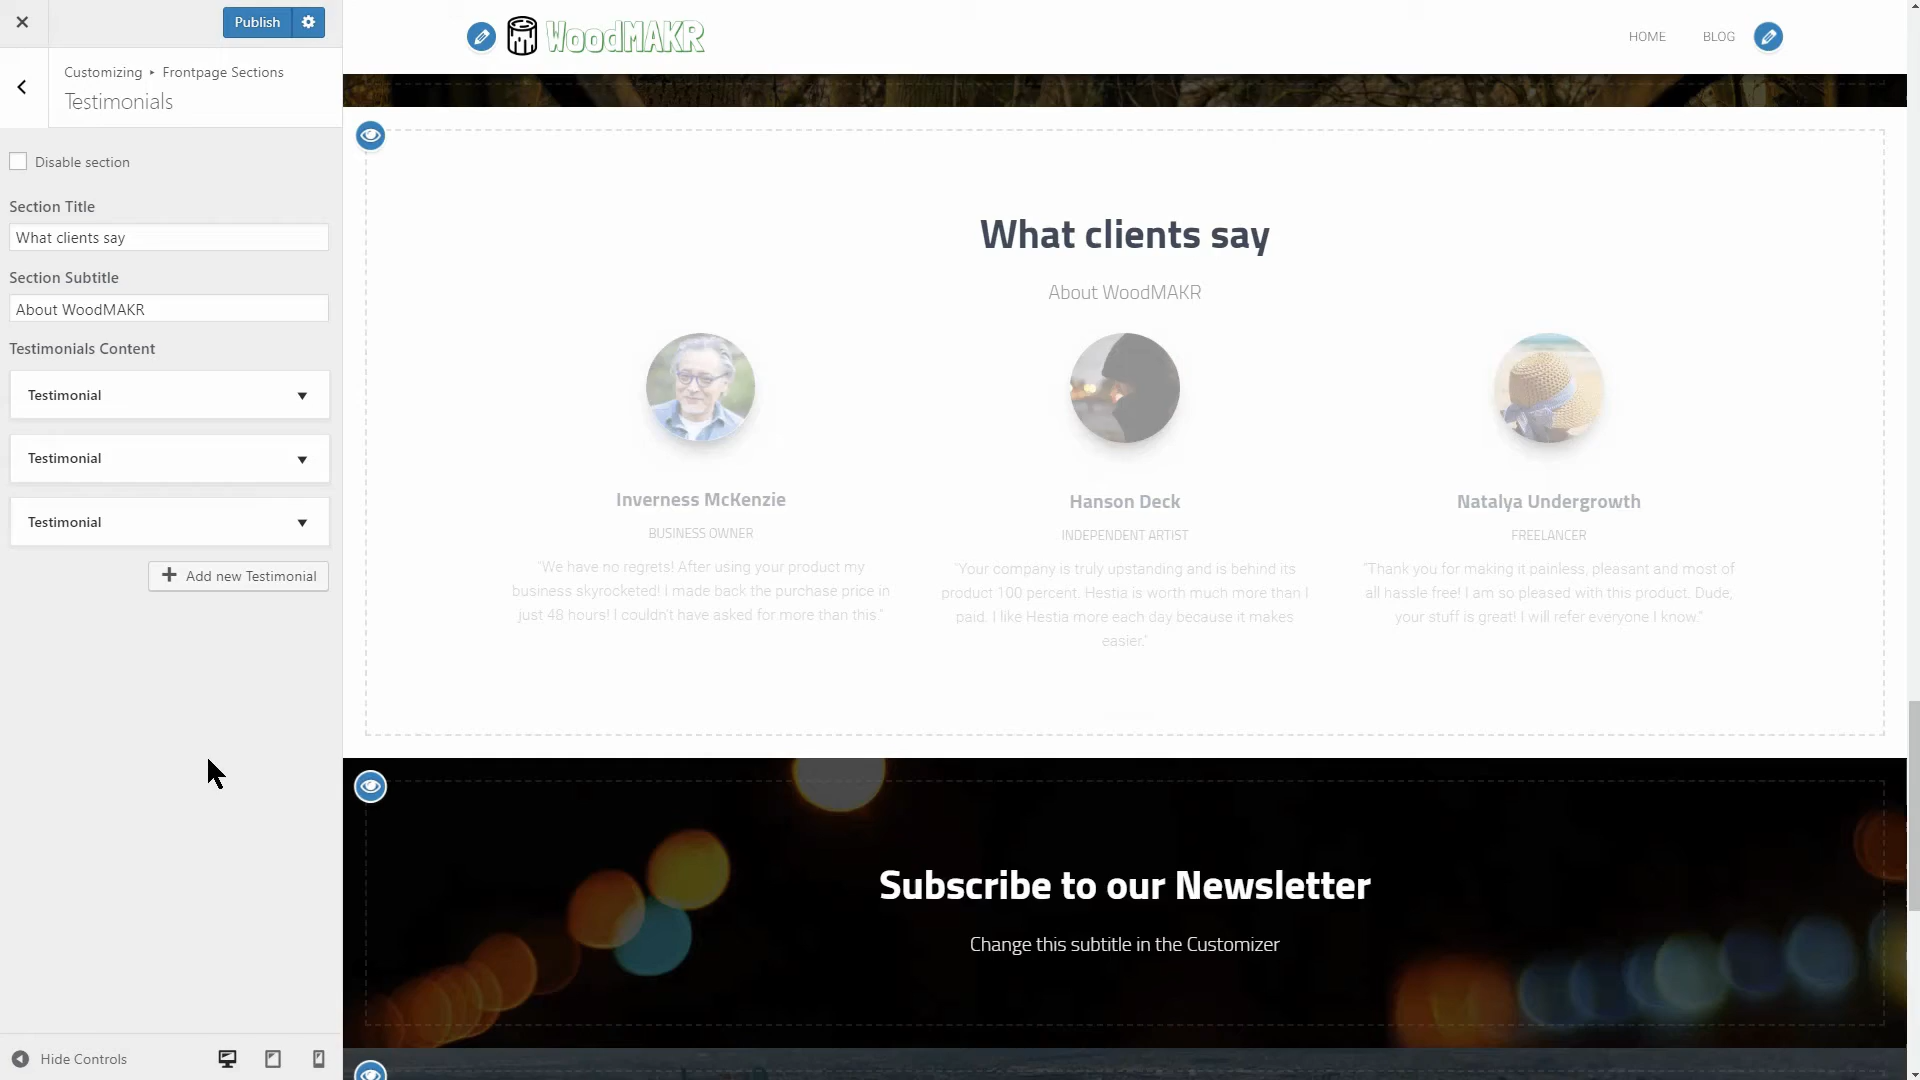 Publish
Customizing ▸ Frontpage Sections
Testimonials
Disable section
Section Title
What clients say
Section Subtitle
About WoodMAKR
Testimonials Content
Testimonial
Testimonial
Testimonial
Add new Testimonial
Hide Controls
WoodMAKR
HOME
BLOG
What clients say
About WoodMAKR
Inverness McKenzie
BUSINESS OWNER
"We have no regrets! After using your product my
business skyrocketed! I made back the purchase price in
just 48 hours! I couldn't have asked for more than this."
Hanson Deck
INDEPENDENT ARTIST
"Your company is truly upstanding and is behind its
product 100 percent. Hestia is worth much more than I
paid. I like Hestia more each day because it makes
easier."
Natalya Undergrowth
FREELANCER
"Thank you for making it painless, pleasant and most of
all hassle free! I am so pleased with this product. Dude,
your stuff is great! I will refer everyone I know."
Subscribe to our Newsletter
Change this subtitle in the Customizer